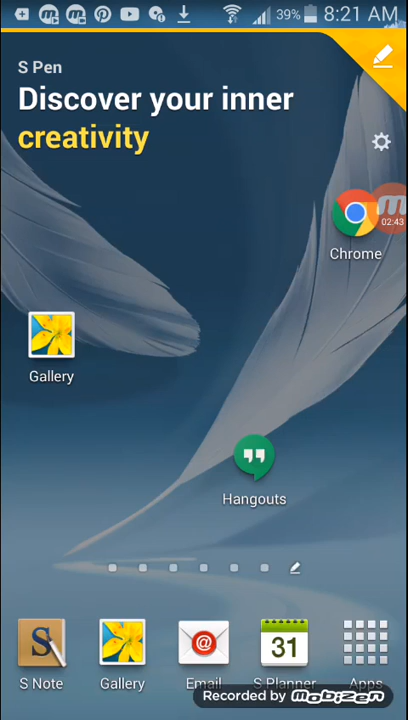 39% 8:21 AM
S Pen
Discover your inner
creativity
02:43
Chrome
Gallery
Hangouts
31
S Note
Gallery
Email
S Planner
Apps
Recorded by mobizen